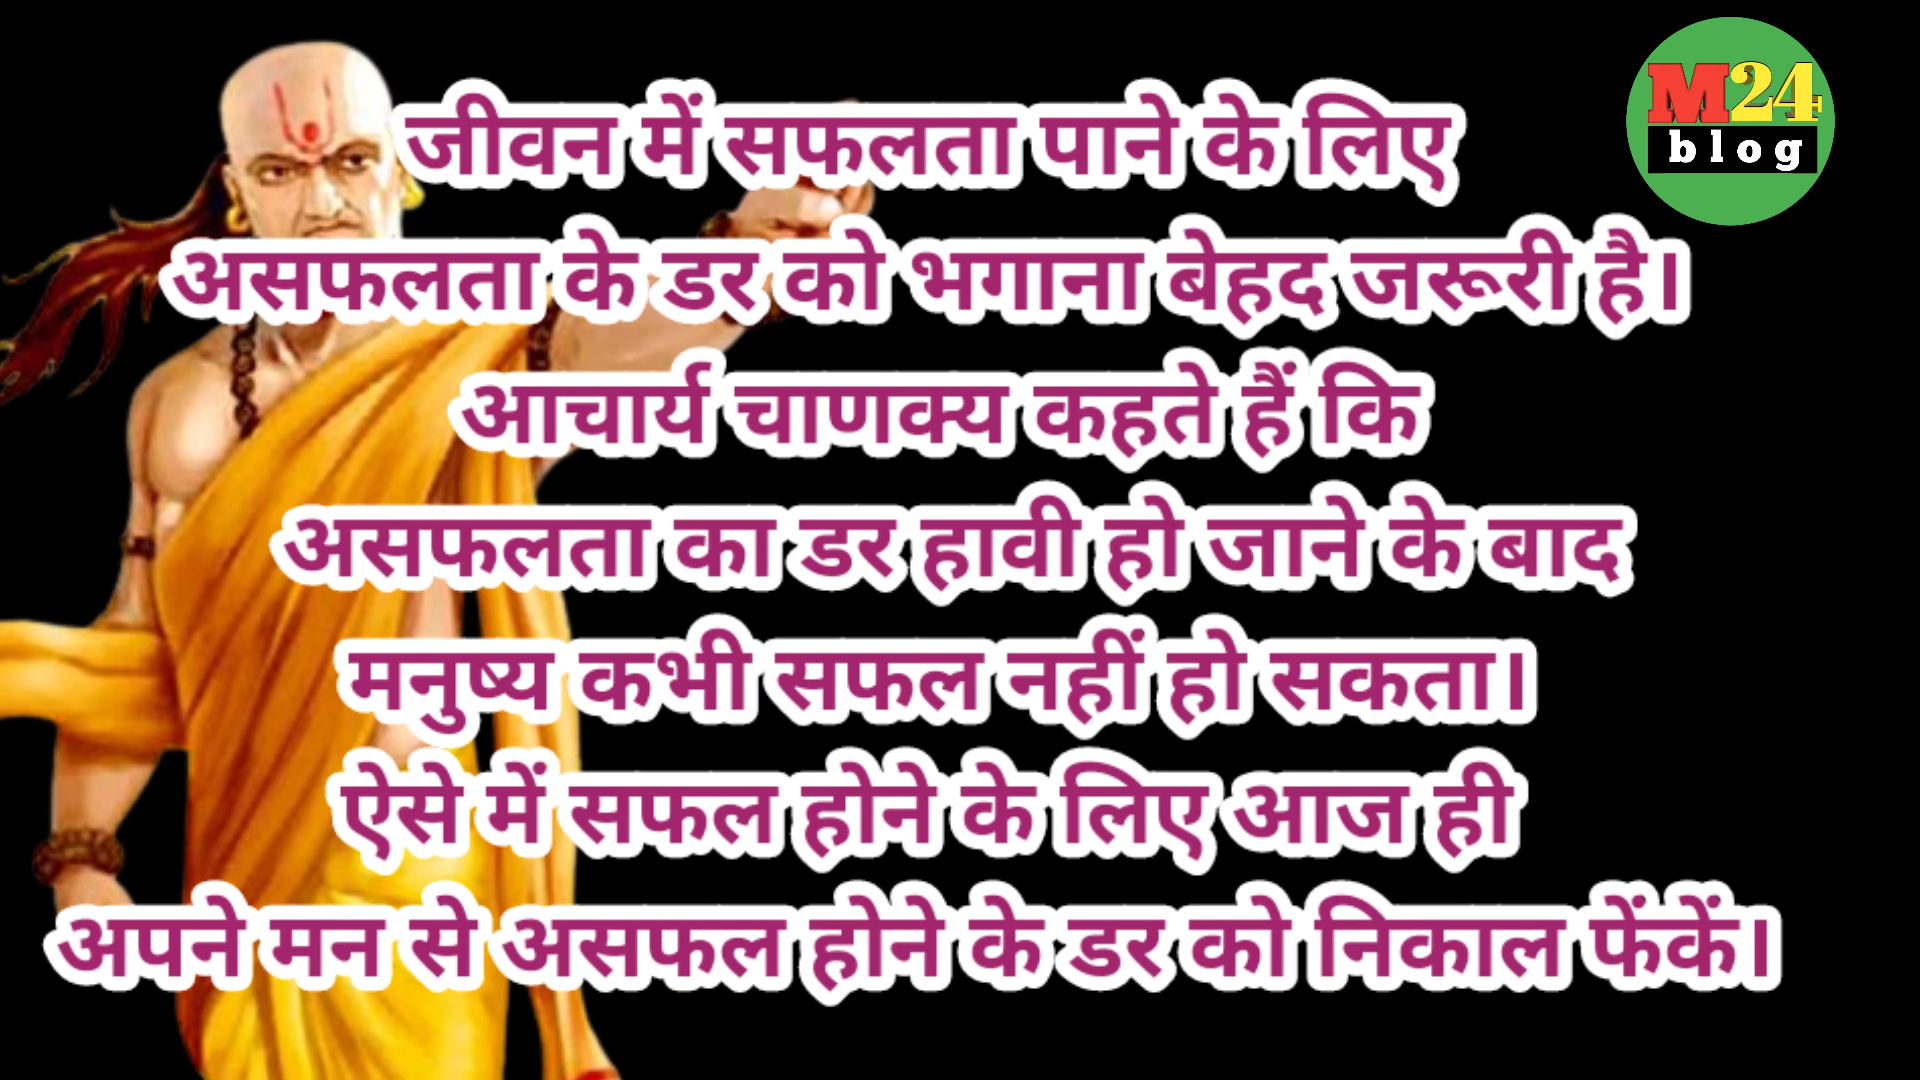 M24
blog
जीवन में सफलता पाने के लिए
असफलता के डर को भगाना बेहद जरूरी है।
आचार्य चाणक्य कहते हैं कि
असफलता का डर हावी हो जाने के बाद
मनुष्य कभी सफल नहीं हो सकता।
ऐसे में सफल होने के लिए आज ही
अपने मन से असफल होने के डर को निकाल फेंकें।